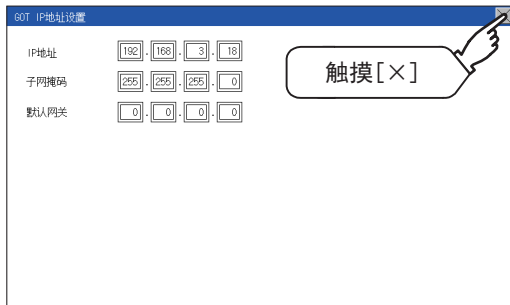 GOT IP地址设置
IP地址 192 . 168 . 3 . 18
子网掩码 255 . 255 . 255 . 0
默认网关 0 . 0 . 0 . 0
触摸[×]